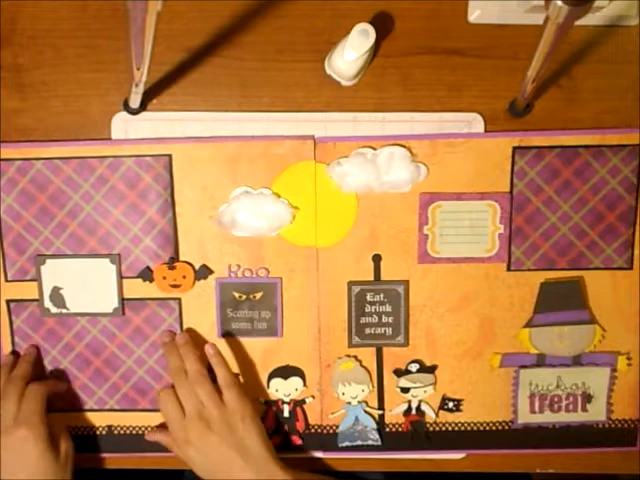 Boo
Scaring up
some fun
Eat,
drink
and be
scary
trick or
treat